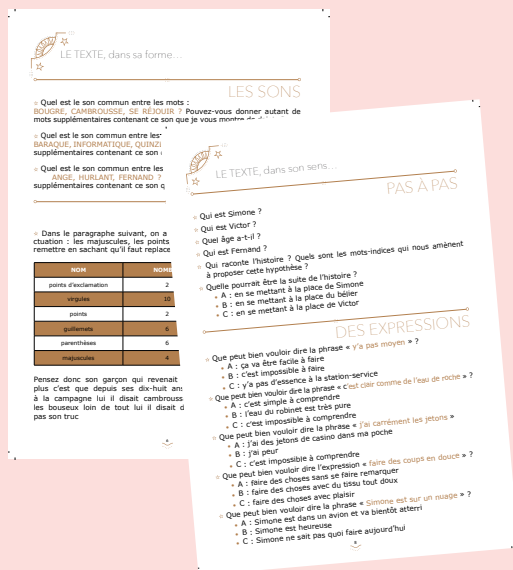 LE TEXTE, dans sa forme...
LES SONS
Quel est le son commun entre les mots :
BOUGRE, CAMBROUSSE, SE RÉJOUIR ? Pouvez-vous donner autant de
mots supplémentaires contenant ce son que je vous montre de
Quel est le son commun entre les
BARAQUE, INFORMATIQUE, QUINZ
supplémentaires contenant ce son
Quel est le son commun entre les
ANGE, HURLANT, FERNAND ?
supplémentaires contenant ce son q
Dans le paragraphe suivant, on a
ctuation : les majuscules, les points
remettre en sachant qu'il faut replace
NOM NOMB
points d'exclamation 2
virgules 10
points 2
guillemets 6
parenthèses 6
majuscules 4
Pensez donc son garçon qui revenait
plus c'est que depuis ses dix-huit ans
à la campagne lui il disait cambrouss
les bouseux loin de tout lui il disait d
pas son truc
LE TEXTE, dans son sens...
PAS À PAS
Qui est Simone ?
Qui est Victor ?
Quel âge a-t-il ?
Qui est Fernand ?
Qui raconte l'histoire ? Quels sont les mots-indices qui nous amènent
à proposer cette hypothèse ?
Quelle pourrait être la suite de l'histoire ?
A : en se mettant à la place de Simone
B : en se mettant à la place du bélier
C : en se mettant à la place de Victor
DES EXPRESSIONS
Que peut bien vouloir dire la phrase « y'a pas moyen » ?
A : ça va être facile à faire
B : c'est impossible à faire
C : y'a pas d'essence à la station-service
Que peut bien vouloir dire la phrase « c'est clair comme de l'eau de roche » ?
A : c'est simple à comprendre
B : l'eau du robinet est très pure
C : c'est impossible à comprendre
Que peut bien vouloir dire la phrase « j'ai carrément les jetons »
A : j'ai des jetons de casino dans ma poche
B : j'ai peur
C : c'est impossible à comprendre
Que peut bien vouloir dire l'expression « faire des coups en douce » ?
A : faire des choses sans se faire remarquer
B : faire des choses avec du tissu tout doux
C : faire des choses avec plaisir
Que peut bien vouloir dire la phrase « Simone est sur un nuage » ?
A : Simone est dans un avion et va bientôt atterri
B : Simone est heureuse
C : Simone ne sait pas quoi faire aujourd'hui